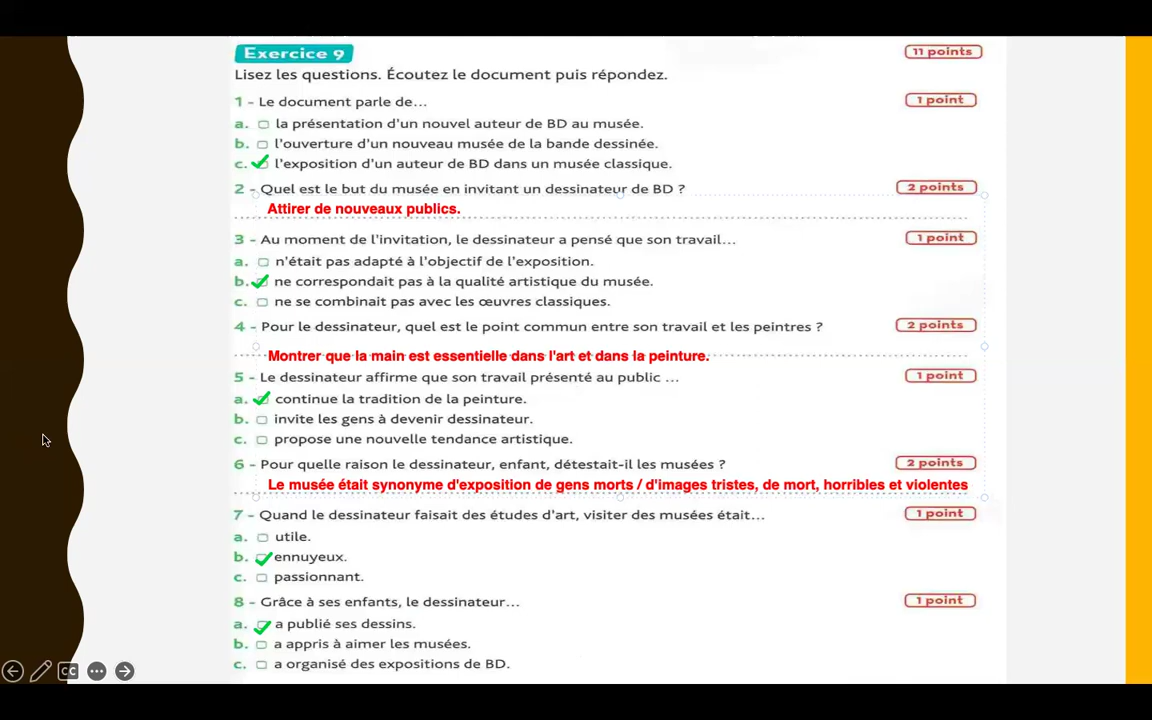 Exercice 9
11 points
Lisez les questions. Écoutez le document puis répondez.
1 - Le document parle de...
1 point
a. la présentation d'un nouvel auteur de BD au musée.
b. l'ouverture d'un nouveau musée de la bande dessinée.
c. l'exposition d'un auteur de BD dans un musée classique.
2 - Quel est le but du musée en invitant un dessinateur de BD ?
2 points
Attirer de nouveaux publics.
3 - Au moment de l'invitation, le dessinateur a pensé que son travail...
1 point
a. n'était pas adapté à l'objectif de l'exposition.
b. ne correspondait pas à la qualité artistique du musée.
c. ne se combinait pas avec les œuvres classiques.
4 - Pour le dessinateur, quel est le point commun entre son travail et les peintres ?
2 points
Montrer que la main est essentielle dans l'art et dans la peinture.
5 - Le dessinateur affirme que son travail présenté au public ...
1 point
a. continue la tradition de la peinture.
b. invite les gens à devenir dessinateur.
c. propose une nouvelle tendance artistique.
6 - Pour quelle raison le dessinateur, enfant, détestait-il les musées ?
2 points
Le musée était synonyme d'exposition de gens morts / d'images tristes, de mort, horribles et violentes
7 - Quand le dessinateur faisait des études d'art, visiter des musées était...
1 point
a. utile.
b. ennuyeux.
c. passionnant.
8 - Grâce à ses enfants, le dessinateur...
1 point
a. a publié ses dessins.
b. a appris à aimer les musées.
c. a organisé des expositions de BD.
CC